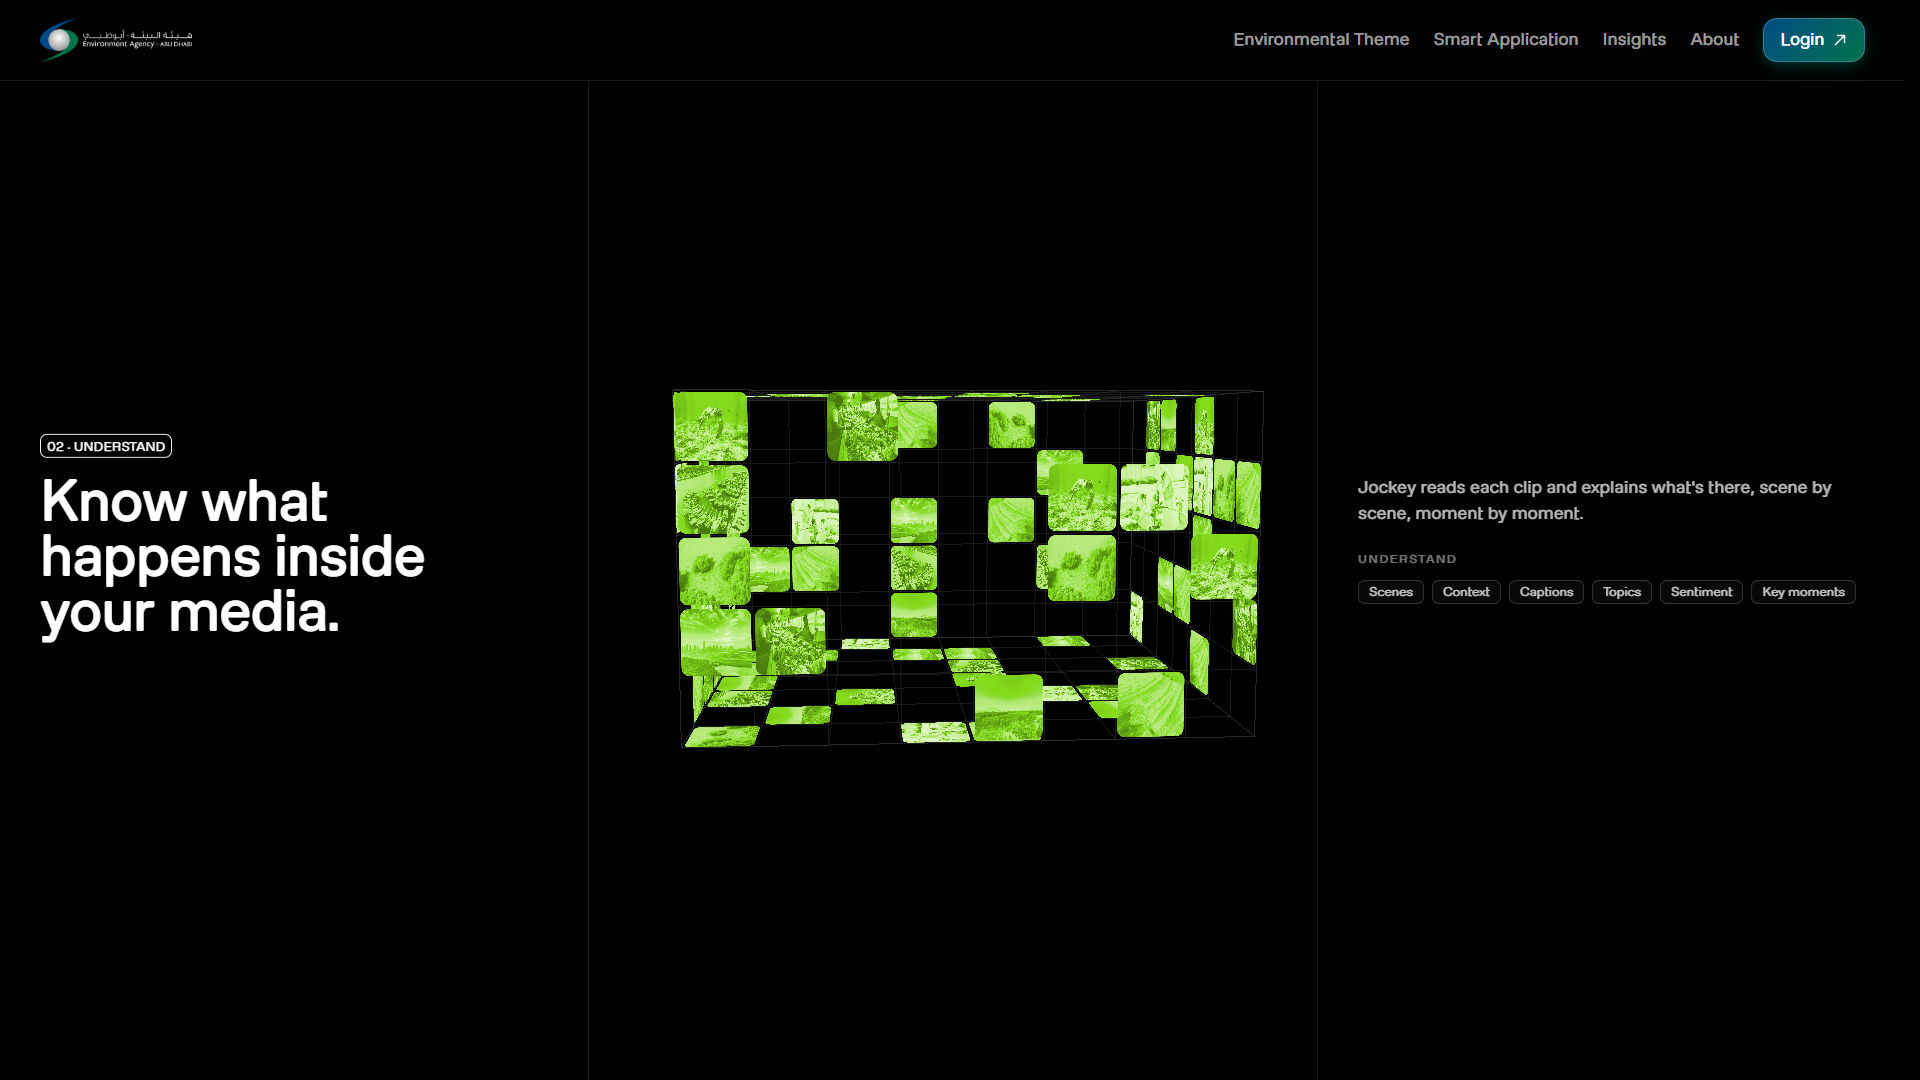 هيئة البيئة - أبوظبي
Environment Agency - ABU DHABI
Environmental Theme
Smart Application
Insights
About
Login
02 - UNDERSTAND
Know what
happens inside
your media.
Jockey reads each clip and explains what's there, scene by
scene, moment by moment.
UNDERSTAND
Scenes
Context
Captions
Topics
Sentiment
Key moments